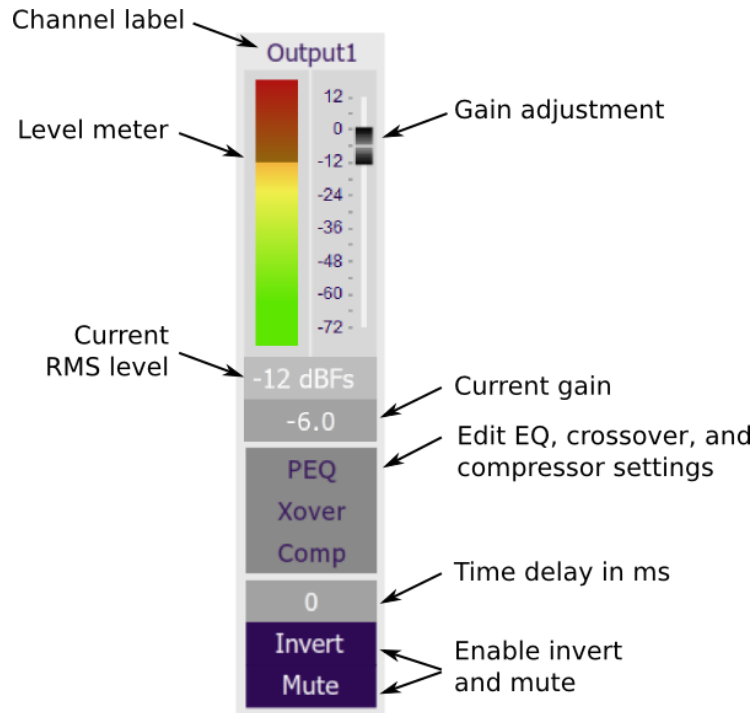 Channel label
Output1
Level meter
12
0
-12
-24
-36
-48
-60
-72
Gain adjustment
Current
RMS level
-12 dBFs
-6.0
Current gain
PEQ
Xover
Comp
Edit EQ, crossover, and
compressor settings
0
Time delay in ms
Invert
Mute
Enable invert
and mute